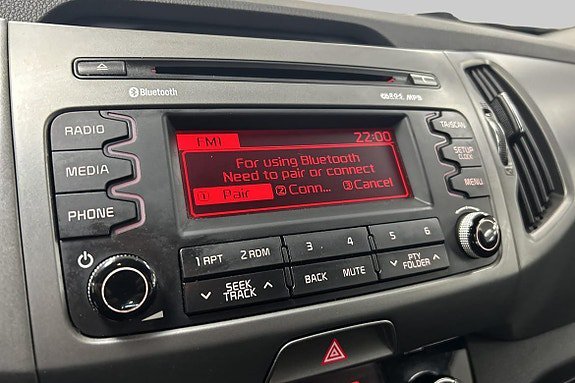 Bluetooth
MP3
RADIO
MEDIA
PHONE
FM1 22:00
For using Bluetooth
Need to pair or connect
1 Pair 2 Conn... 3 Cancel
TA/SCAN
SETUP
CLOCK
MENU
1 RPT 2 RDM 3 4 5 6
SEEK
TRACK
BACK MUTE
PTY
FOLDER